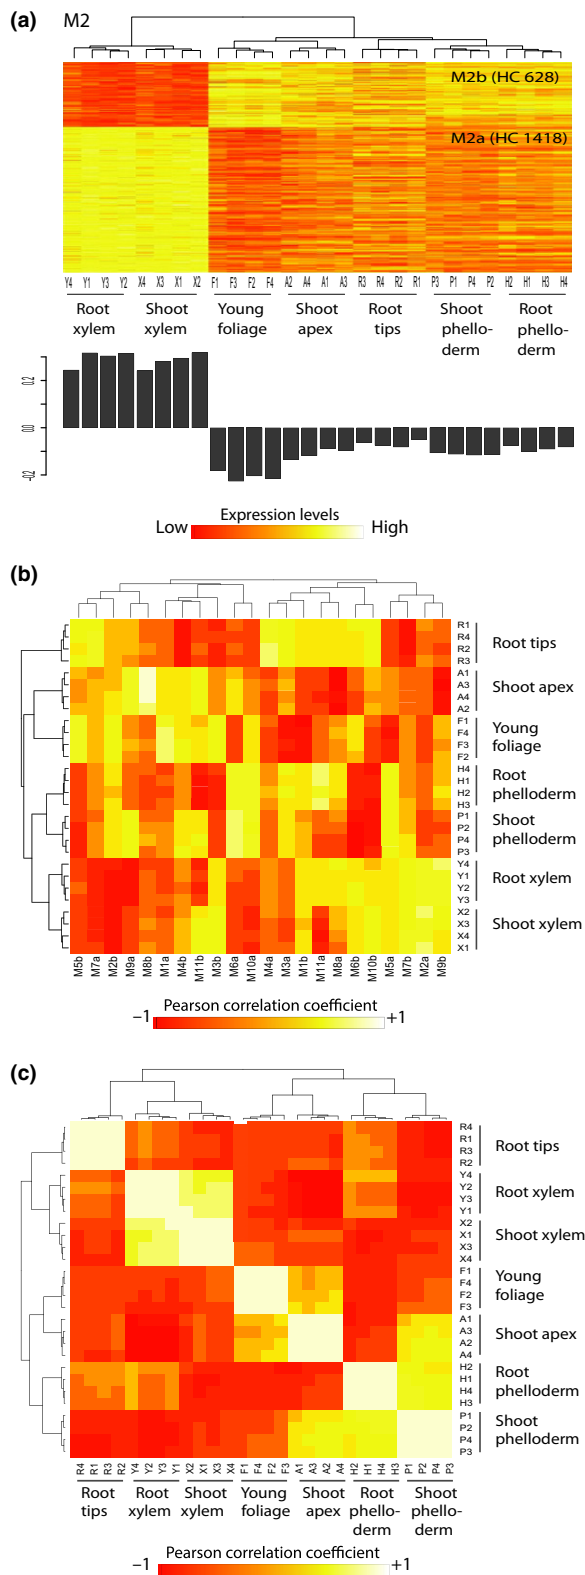 (a) M2
M2b (HC 628)
M2a (HC 1418)
Y4 Y1 Y3 Y2 X4 X3 X1 X2 F1 F3 F2 F4 A2 A4 A1 A3 R3 R4 R2 R1 P3 P1 P4 P2 H2 H1 H3 H4
Root Shoot Young Shoot Root Shoot Root
xylem xylem foliage apex tips phello- phello-
derm derm
0.2
0.0
-0.2
Expression levels
Low High
(b)
R1
R4 Root tips
R2
R3
A1
A3 Shoot apex
A4
A2
F1
F4 Young
F3 foliage
F2
H4 Root
H1 phelloderm
H2
H3
P1 Shoot
P2 phelloderm
P4
P3
Y4
Y1 Root xylem
Y2
Y3
X2
X3 Shoot xylem
X4
X1
M5b M7a M2b M9a M8b M1a M4b M11b M3b M6a M10a M4a M3a M1b M11a M8a M6b M10b M5a M7b M2a M9b
Pearson correlation coefficient
−1 +1
(c)
R4
R1 Root tips
R3
R2
Y4
Y2 Root xylem
Y3
Y1
X2
X1 Shoot xylem
X3
X4
F1
F4 Young
F2 foliage
F3
A1
A3 Shoot apex
A2
A4
H2 Root
H1 phelloderm
H4
H3
P1 Shoot
P2 phelloderm
P4
P3
R4 R1 R3 R2 Y4 Y2 Y3 Y1 X2 X1 X3 X4 F1 F4 F2 F3 A1 A3 A2 A4 H2 H1 H4 H3 P1 P2 P4 P3
Root Root Shoot Young Shoot Root Shoot
tips xylem xylem foliage apex phello- phello-
derm derm
Pearson correlation coefficient
−1 +1